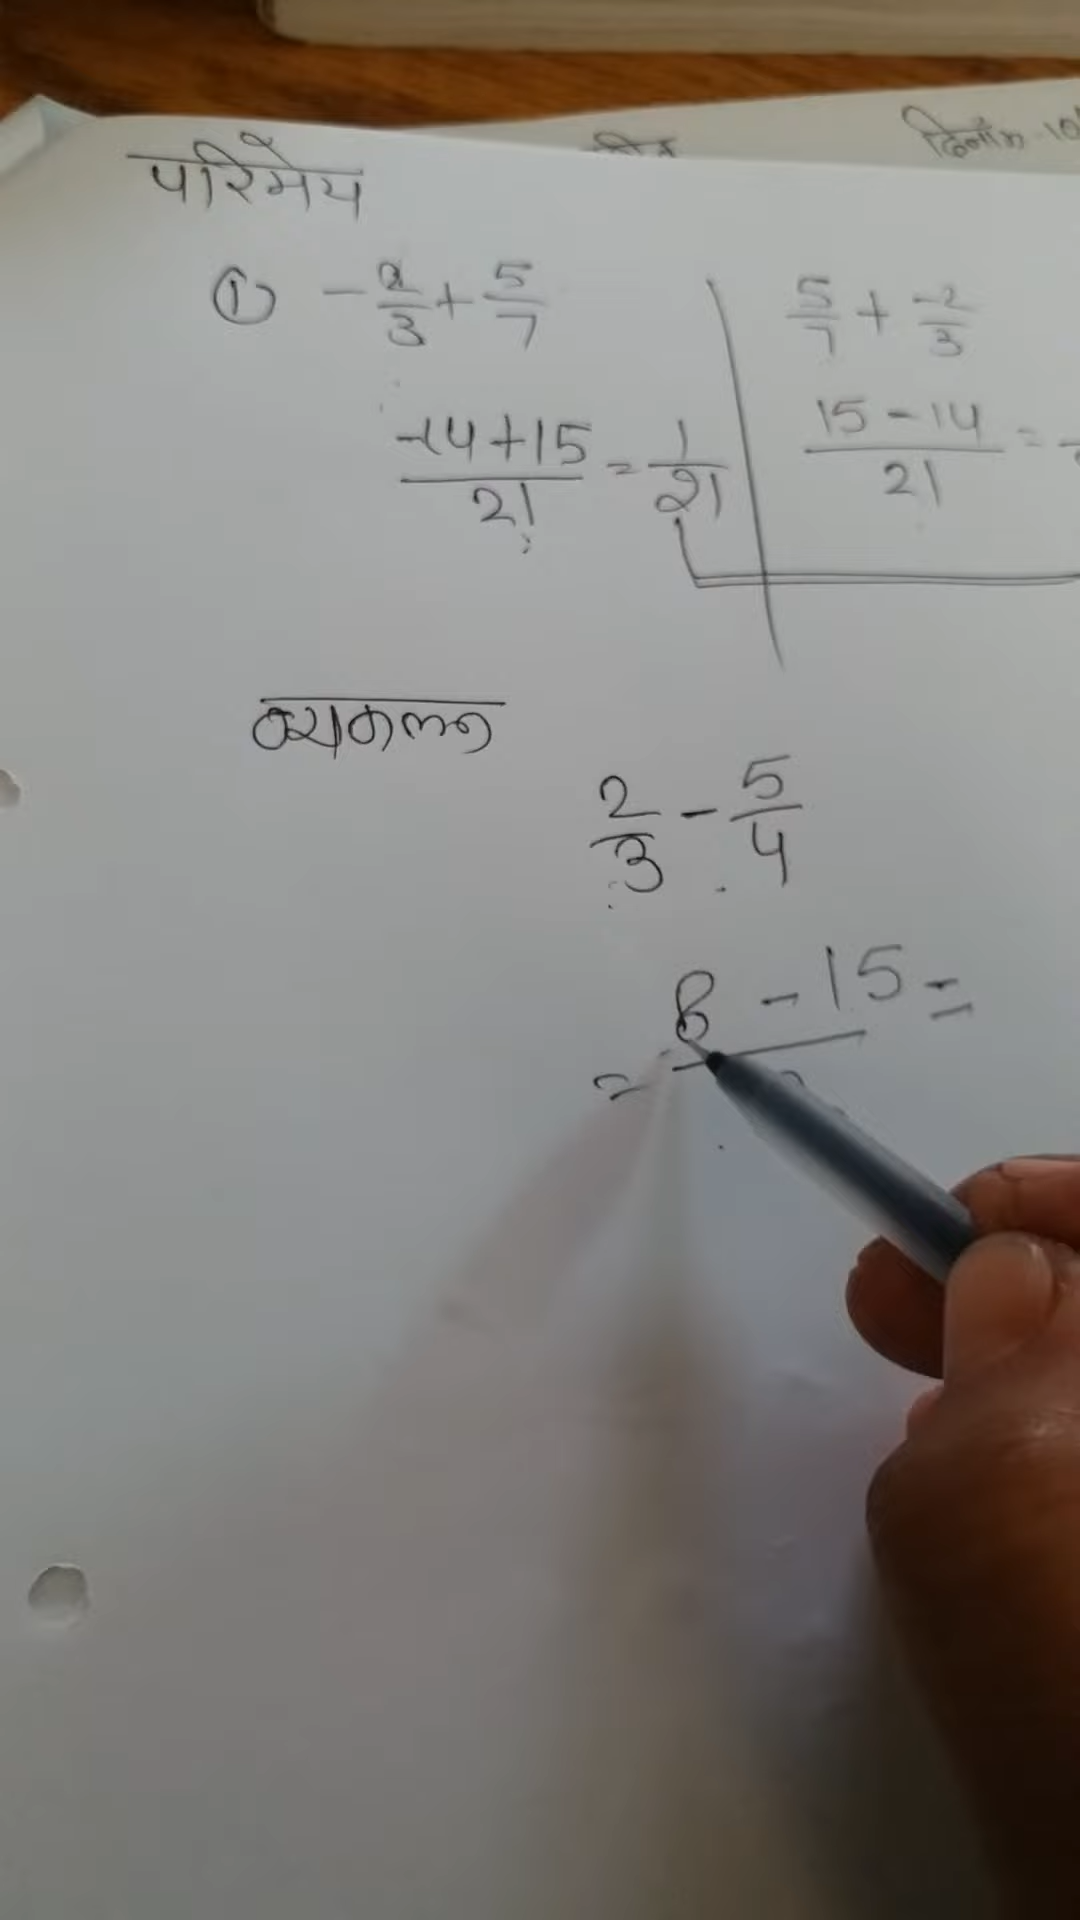 परिमेय
① -2/3 + 5/7
(-14+15)/21 = 1/21
5/7 + -2/3
(15-14)/21 =
व्यकलन
2/3 - 5/4
= 8 - 15 =